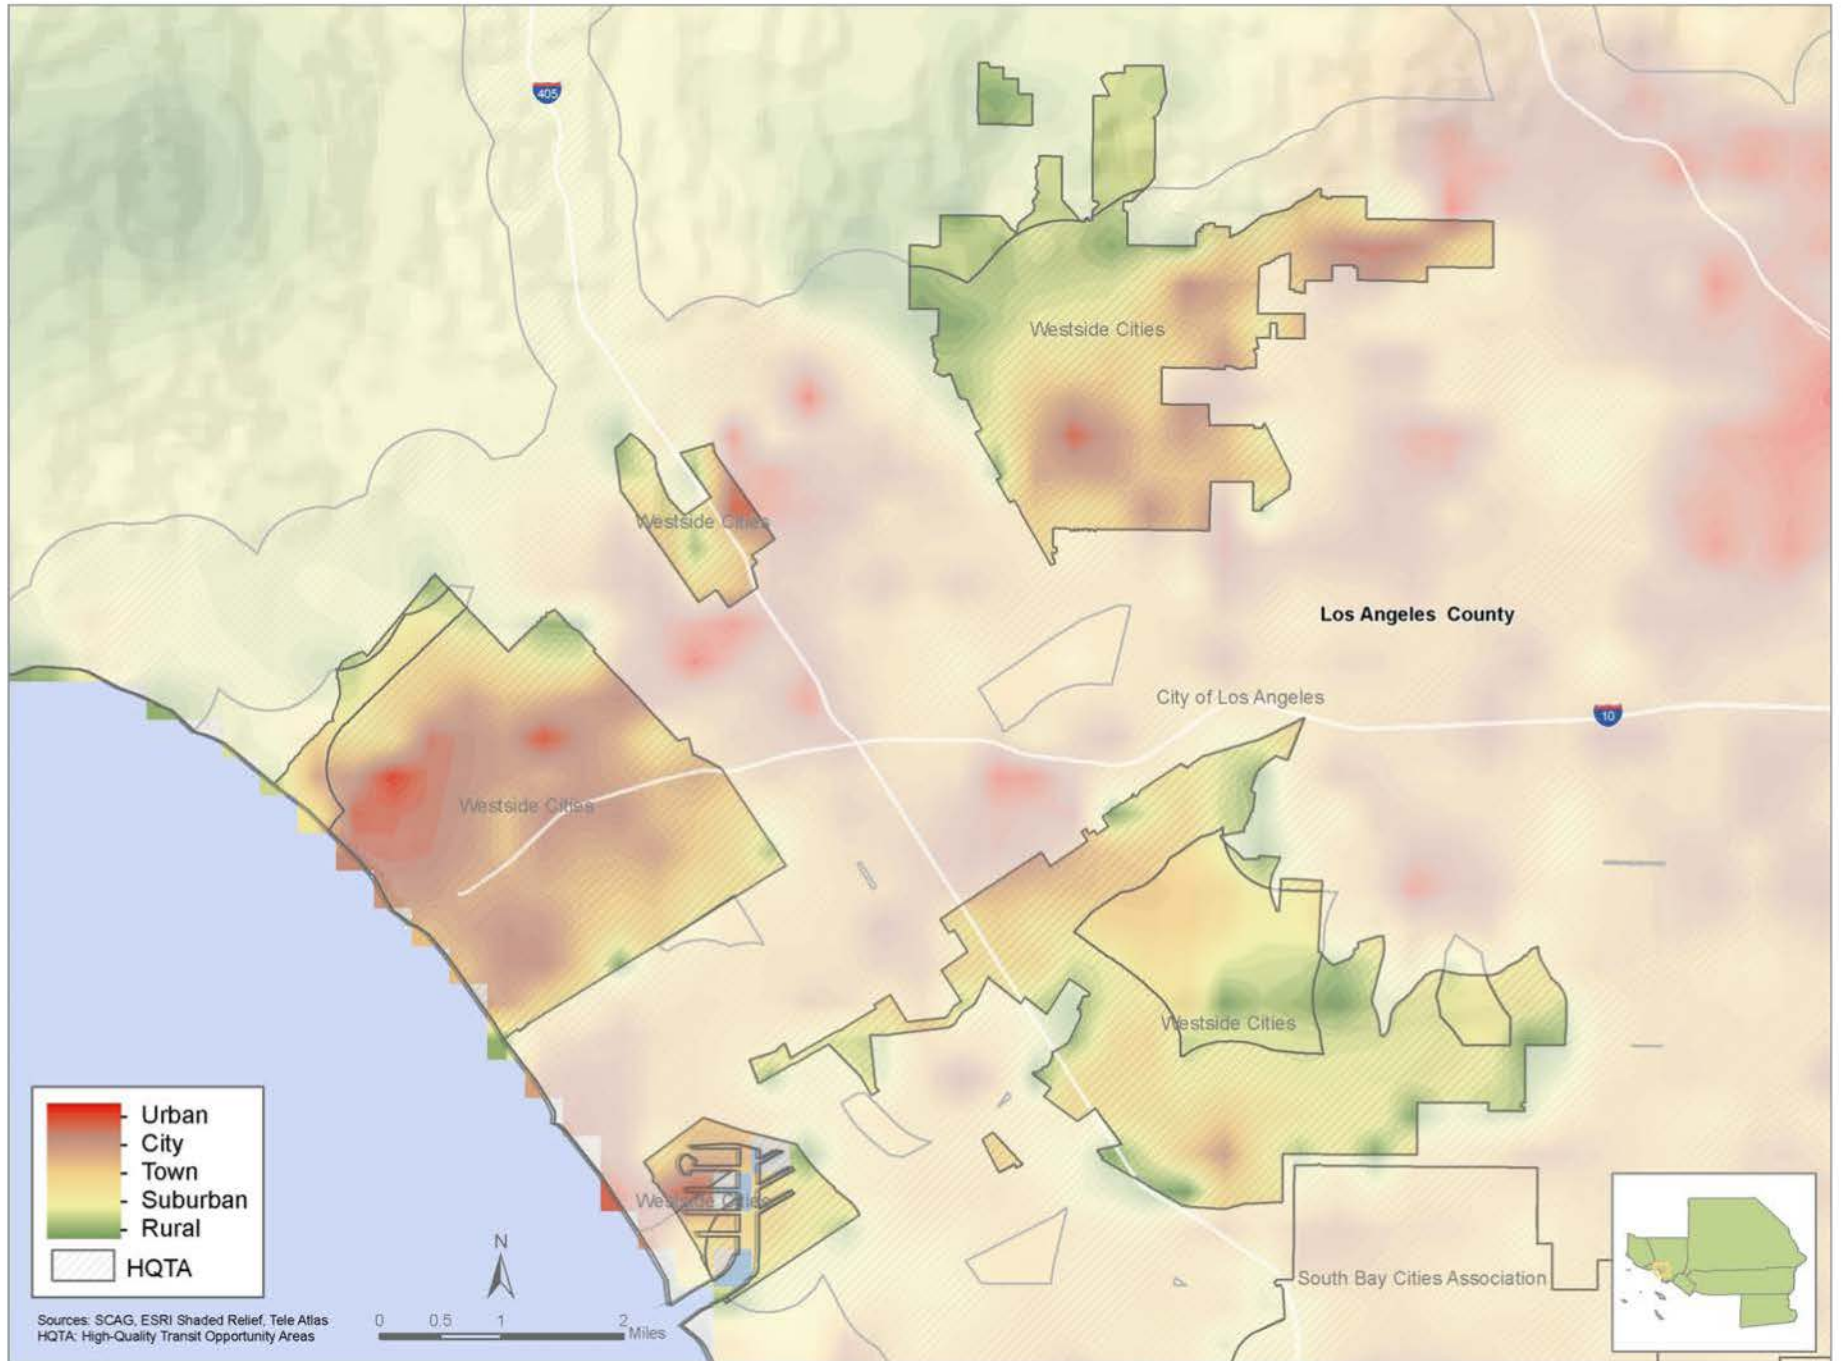 405
Westside Cities
Westside Cities
Los Angeles County
City of Los Angeles
10
Westside Cities
Westside Cities
Westside Cities
South Bay Cities Association
Urban
City
Town
Suburban
Rural
HQTA
N
Sources: SCAG, ESRI Shaded Relief, Tele Atlas
HQTA: High-Quality Transit Opportunity Areas
0 0.5 1 2
Miles